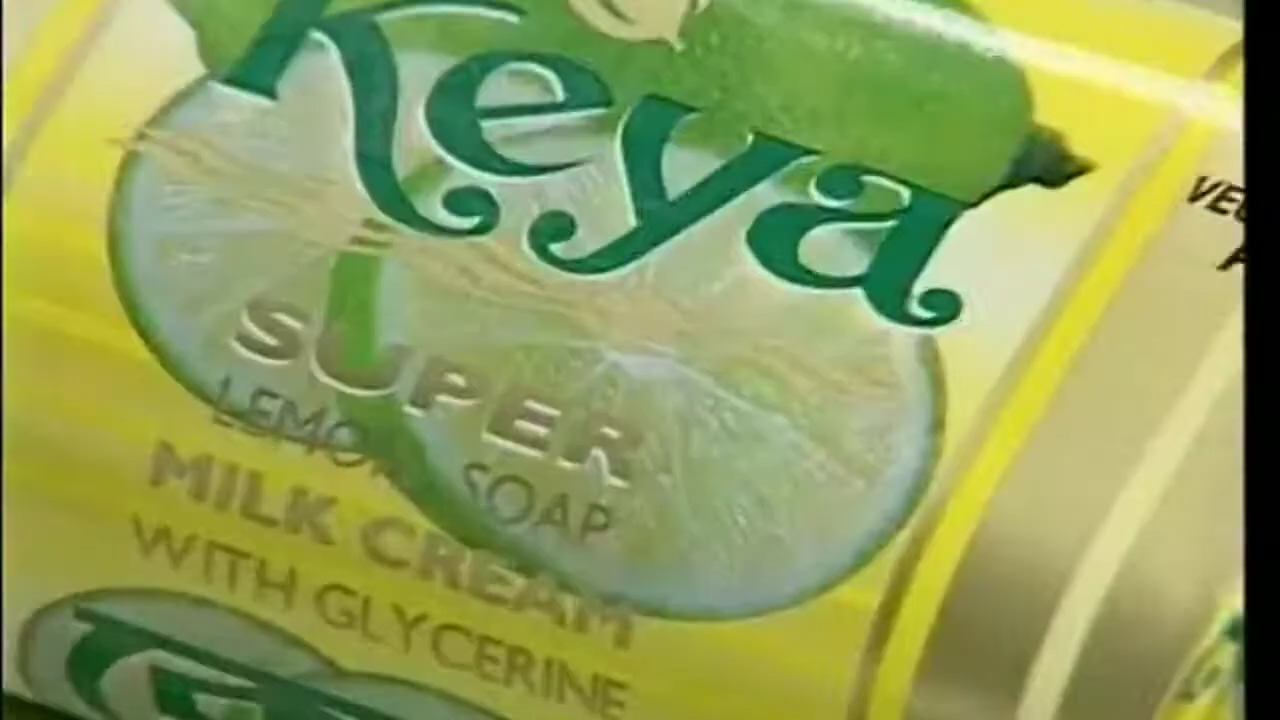 Keya
SUPER
LEMON SOAP
MILK CREAM
WITH GLYCERINE